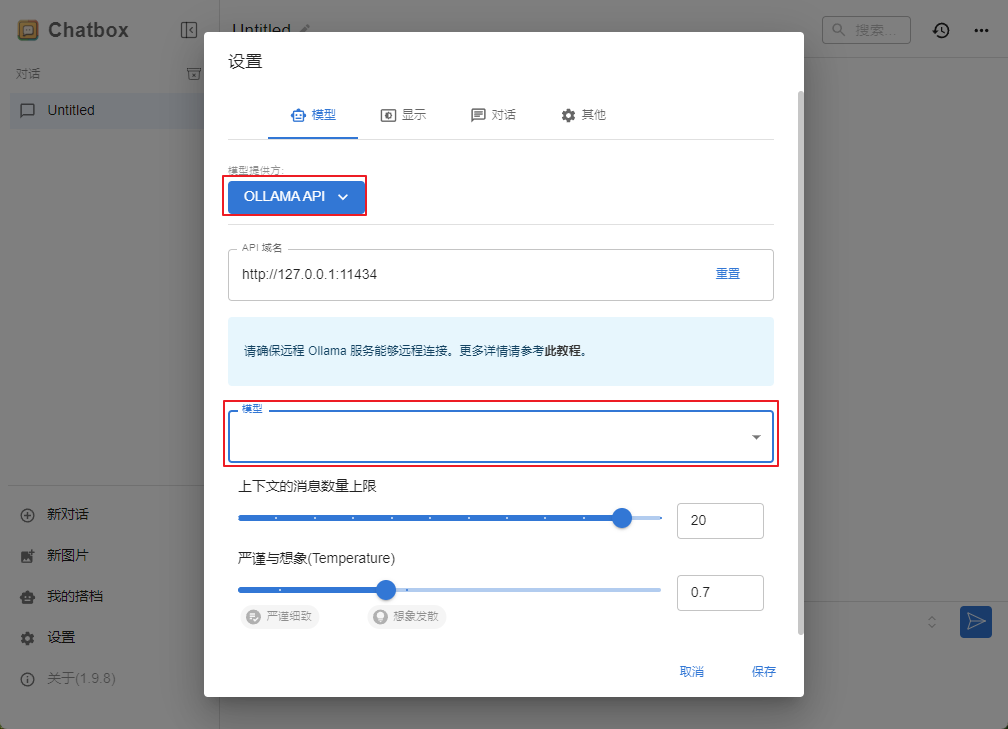 Chatbox
Untitled
搜索...
对话
Untitled
设置
模型
显示
对话
其他
模型提供方:
OLLAMA API
API 域名
http://127.0.0.1:11434
重置
请确保远程 Ollama 服务能够远程连接。更多详情请参考此教程。
模型
上下文的消息数量上限
20
严谨与想象(Temperature)
0.7
严谨细致
想象发散
取消
保存
新对话
新图片
我的搭档
设置
关于(1.9.8)